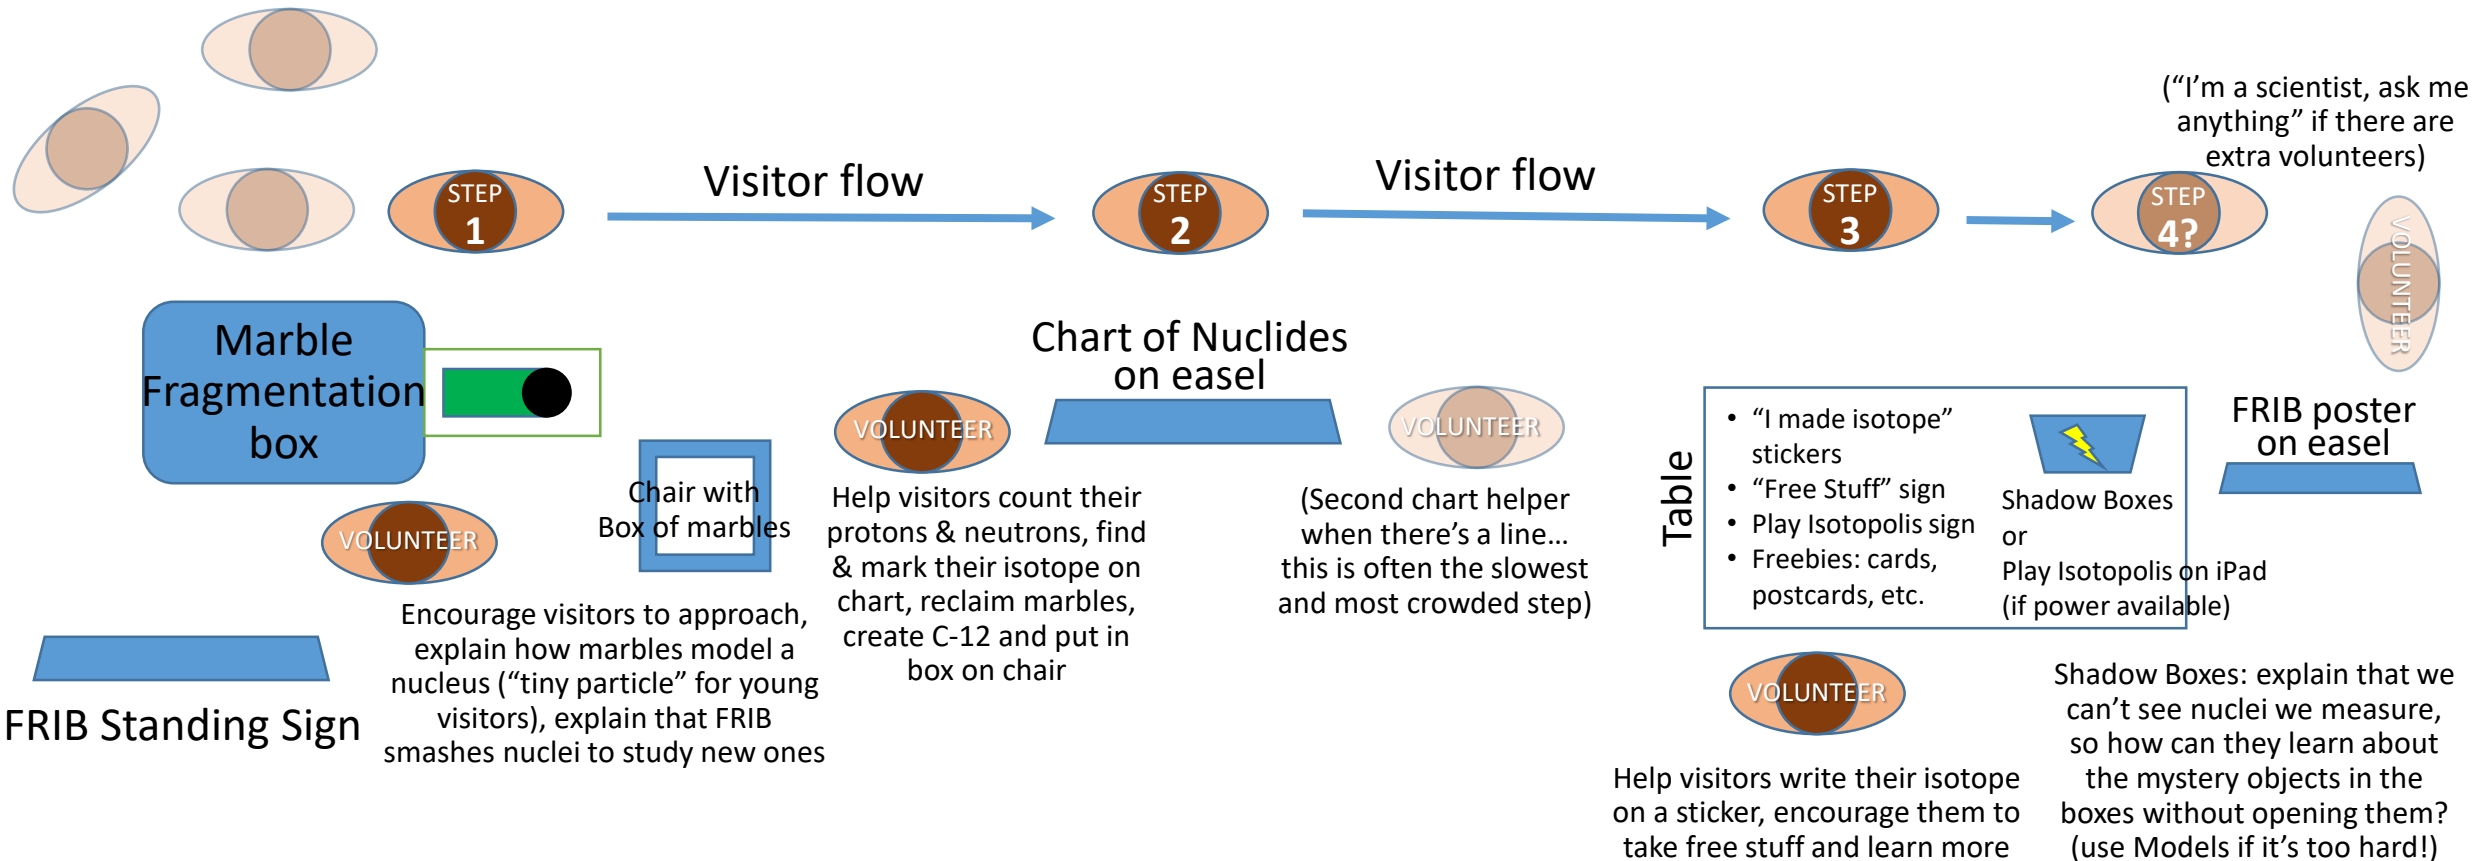 ("I'm a scientist, ask me
anything" if there are
extra volunteers)
Visitor flow
Visitor flow
STEP
1
STEP
2
STEP
3
STEP
4?
VOLUNTEER
Marble
Fragmentation
box
Chart of Nuclides
on easel
VOLUNTEER
VOLUNTEER
Chair with
Box of marbles
VOLUNTEER
Encourage visitors to approach,
explain how marbles model a
nucleus ("tiny particle" for young
visitors), explain that FRIB
smashes nuclei to study new ones
FRIB Standing Sign
Help visitors count their
protons & neutrons, find
& mark their isotope on
chart, reclaim marbles,
create C-12 and put in
box on chair
(Second chart helper
when there's a line…
this is often the slowest
and most crowded step)
Table
• "I made isotope"
stickers
• "Free Stuff" sign
• Play Isotopolis sign
• Freebies: cards,
postcards, etc.
Shadow Boxes
or
Play Isotopolis on iPad
(if power available)
FRIB poster
on easel
VOLUNTEER
Help visitors write their isotope
on a sticker, encourage them to
take free stuff and learn more
Shadow Boxes: explain that we
can't see nuclei we measure,
so how can they learn about
the mystery objects in the
boxes without opening them?
(use Models if it's too hard!)